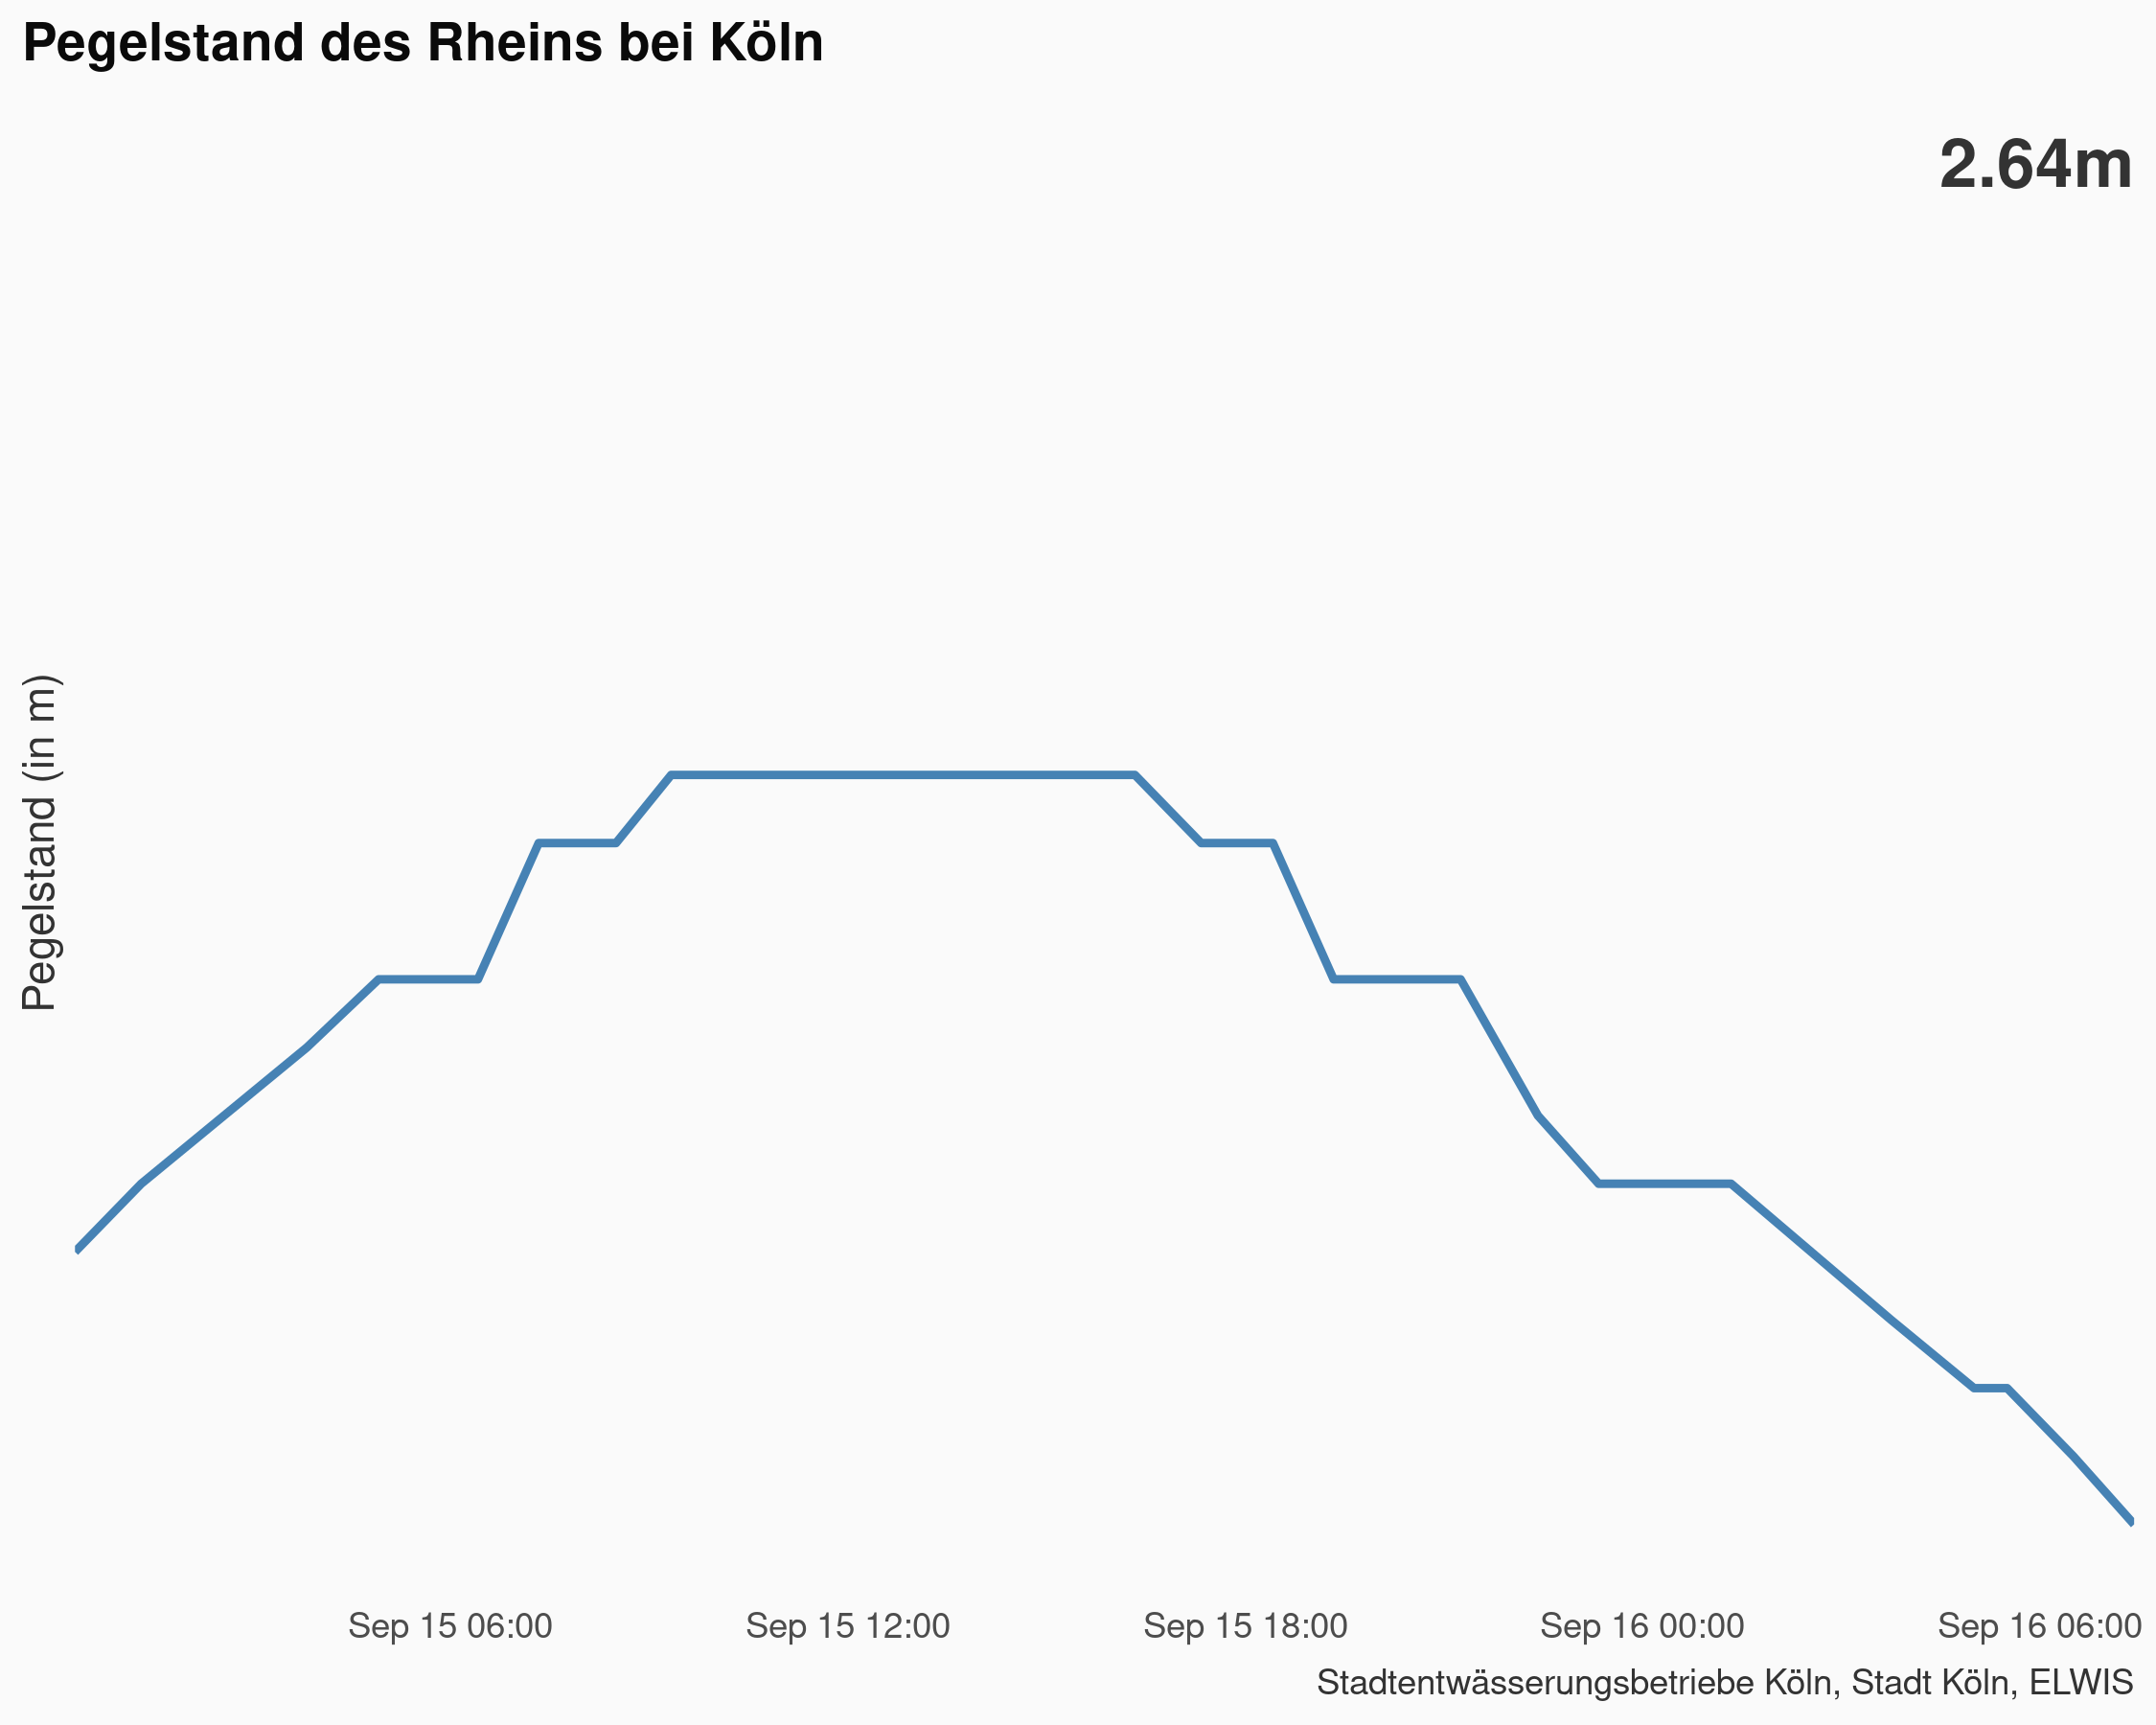 Pegelstand des Rheins bei Köln
2.64m
Pegelstand (in m)
Sep 15 06:00 Sep 15 12:00 Sep 15 18:00 Sep 16 00:00 Sep 16 06:00
Stadtentwässerungsbetriebe Köln, Stadt Köln, ELWIS